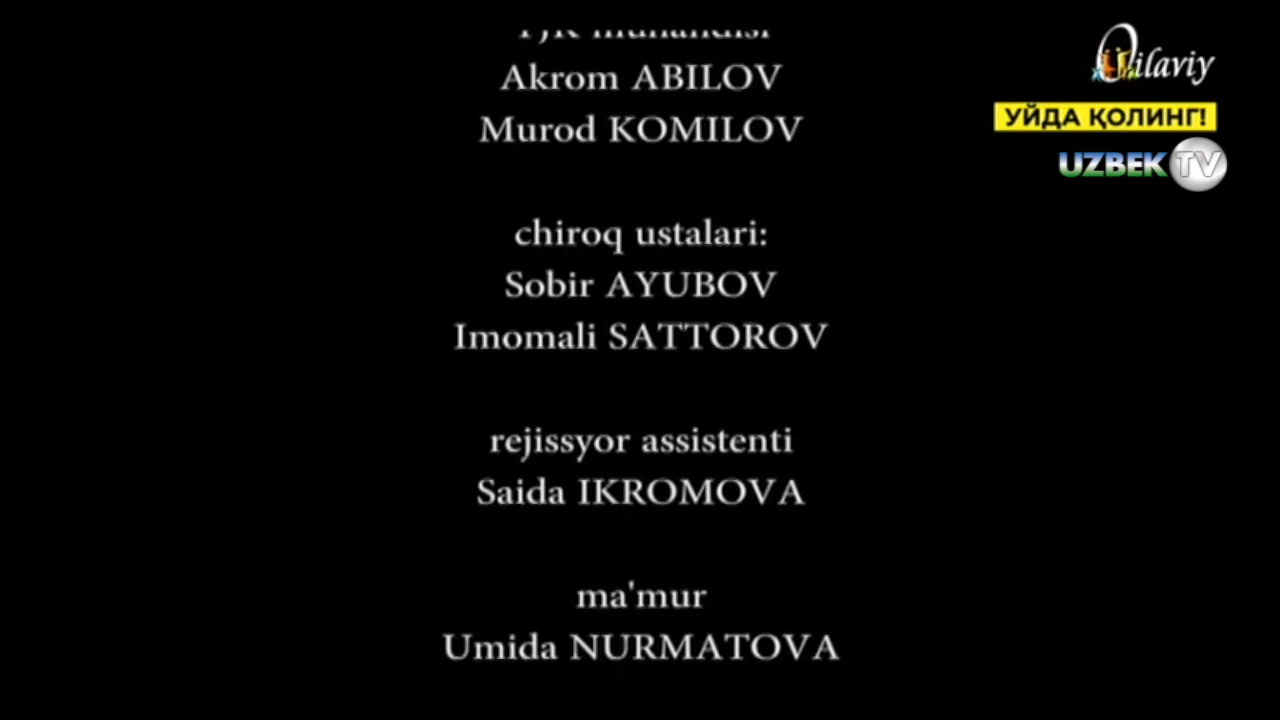 Akrom ABILOV
Murod KOMILOV
chiroq ustalari:
Sobir AYUBOV
Imomali SATTOROV
rejissyor assistenti
Saida IKROMOVA
ma'mur
Umida NURMATOVA
Oilaviy
УЙДА ҚОЛИНГ!
UZBEK TV